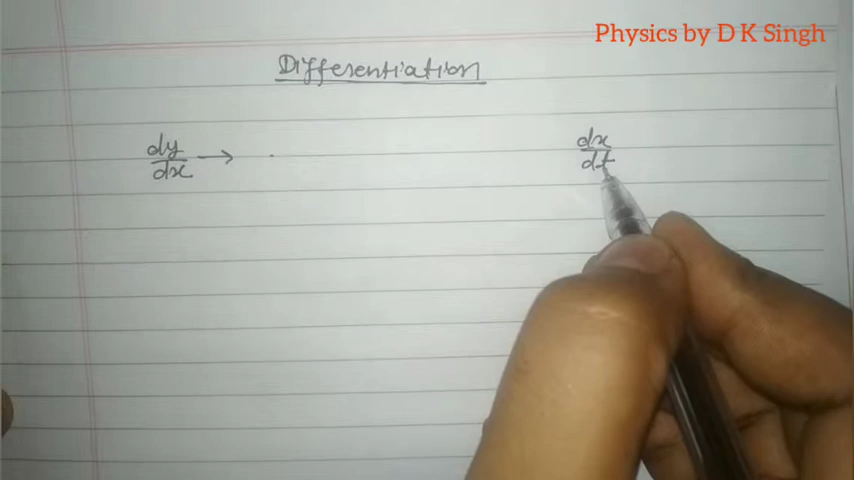 Physics by D K Singh
Differentiation
dy/dx →
dx/dt